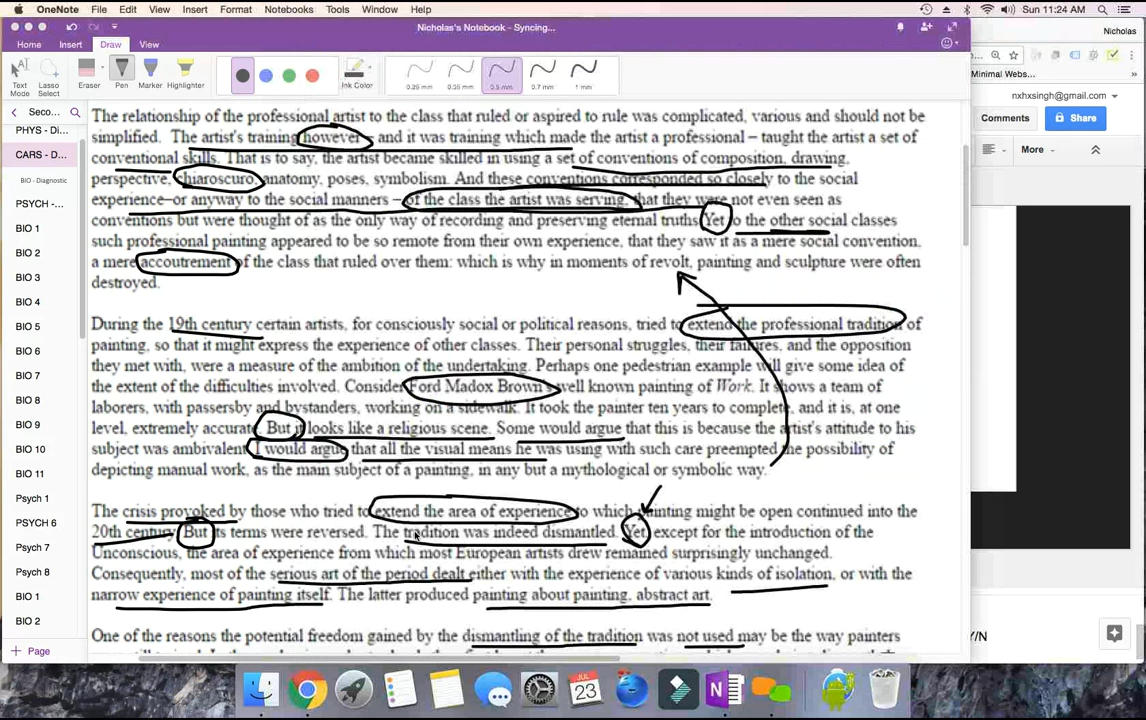 OneNote File Edit View Insert Format Notebooks Tools Window Help Sun 11:24 AM
Nicholas's Notebook - Syncing... Nicholas
Home Insert Draw View
Minimal Webs...
Text Mode Lasso Select Eraser Pen Marker Highlighter Ink Color 0.25 mm 0.35 mm 0.5 mm 0.7 mm 1 mm
nxhxsingh@gmail.com
Comments Share
More
Seco...
PHYS - Di...
CARS - D...
BIO - Diagnostic
PSYCH -...
BIO 1
BIO 2
BIO 3
BIO 4
BIO 5
BIO 6
BIO 7
BIO 8
BIO 9
BIO 10
BIO 11
Psych 1
PSYCH 6
Psych 7
Psych 8
BIO 1
BIO 2
Page
The relationship of the professional artist to the class that ruled or aspired to rule was complicated, various and should not be
simplified. The artist's training however – and it was training which made the artist a professional – taught the artist a set of
conventional skills. That is to say, the artist became skilled in using a set of conventions of composition, drawing,
perspective, chiaroscuro, anatomy, poses, symbolism. And these conventions corresponded so closely to the social
experience–or anyway to the social manners – of the class the artist was serving, that they were not even seen as
conventions but were thought of as the only way of recording and preserving eternal truths. Yet to the other social classes
such professional painting appeared to be so remote from their own experience, that they saw it as a mere social convention,
a mere accoutrement of the class that ruled over them: which is why in moments of revolt, painting and sculpture were often
destroyed.
During the 19th century certain artists, for consciously social or political reasons, tried to extend the professional tradition of
painting, so that it might express the experience of other classes. Their personal struggles, their failures, and the opposition
they met with, were a measure of the ambition of the undertaking. Perhaps one pedestrian example will give some idea of
the extent of the difficulties involved. Consider Ford Madox Brown's well known painting of Work. It shows a team of
laborers, with passersby and bystanders, working on a sidewalk. It took the painter ten years to complete, and it is, at one
level, extremely accurate. But it looks like a religious scene. Some would argue that this is because the artist's attitude to his
subject was ambivalent. I would argue that all the visual means he was using with such care preempted the possibility of
depicting manual work, as the main subject of a painting, in any but a mythological or symbolic way.
The crisis provoked by those who tried to extend the area of experience to which painting might be open continued into the
20th century. But its terms were reversed. The tradition was indeed dismantled. Yet, except for the introduction of the
Unconscious, the area of experience from which most European artists drew remained surprisingly unchanged.
Consequently, most of the serious art of the period dealt either with the experience of various kinds of isolation, or with the
narrow experience of painting itself. The latter produced painting about painting, abstract art.
One of the reasons the potential freedom gained by the dismantling of the tradition was not used may be the way painters
Y/N
JUL
23